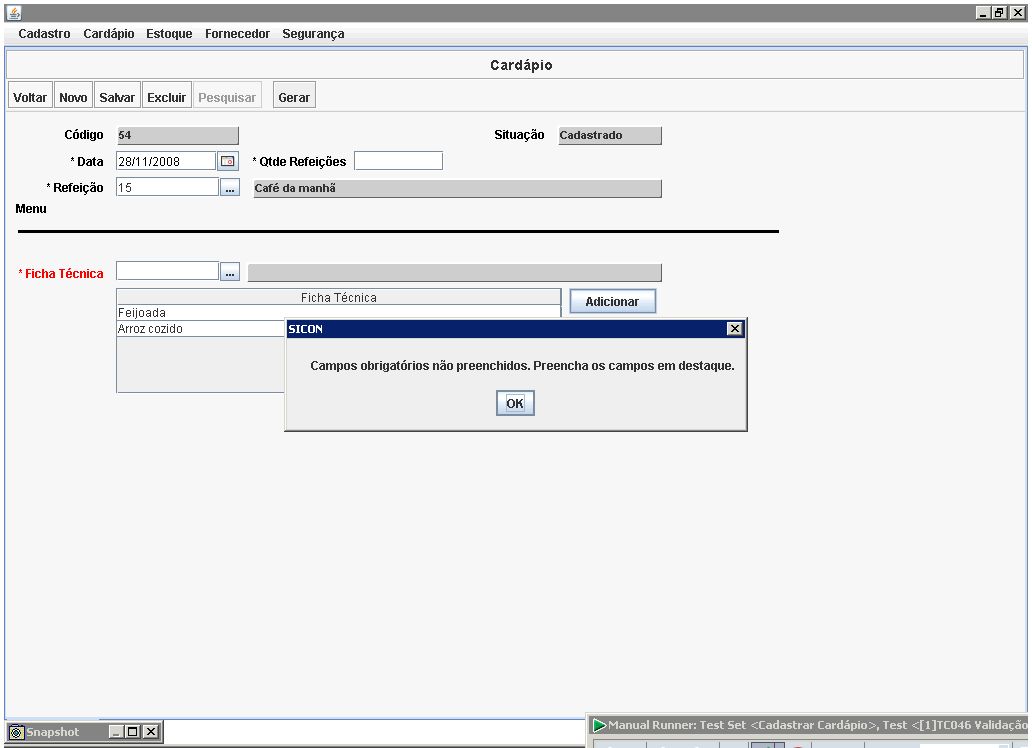 Cadastro Cardápio Estoque Fornecedor Segurança
Cardápio
Voltar Novo Salvar Excluir Pesquisar Gerar
Código 54 Situação Cadastrado
* Data 28/11/2008 * Qtde Refeições
* Refeição 15 ... Café da manhã
Menu
* Ficha Técnica ...
Ficha Técnica Adicionar
Feijoada
Arroz cozido
SICON
Campos obrigatórios não preenchidos. Preencha os campos em destaque.
OK
Snapshot
Manual Runner: Test Set <Cadastrar Cardápio>, Test <[1]TC046 Validação